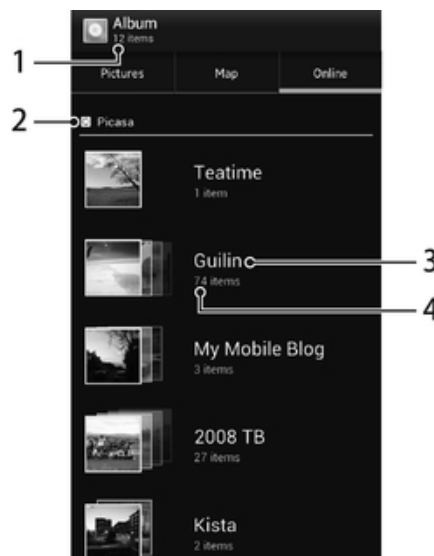 Album
12 items
1
Pictures Map Online
2
Picasa
Teatime
1 item
Guilin
3
74 items
4
My Mobile Blog
3 items
2008 TB
27 items
Kista
2 items